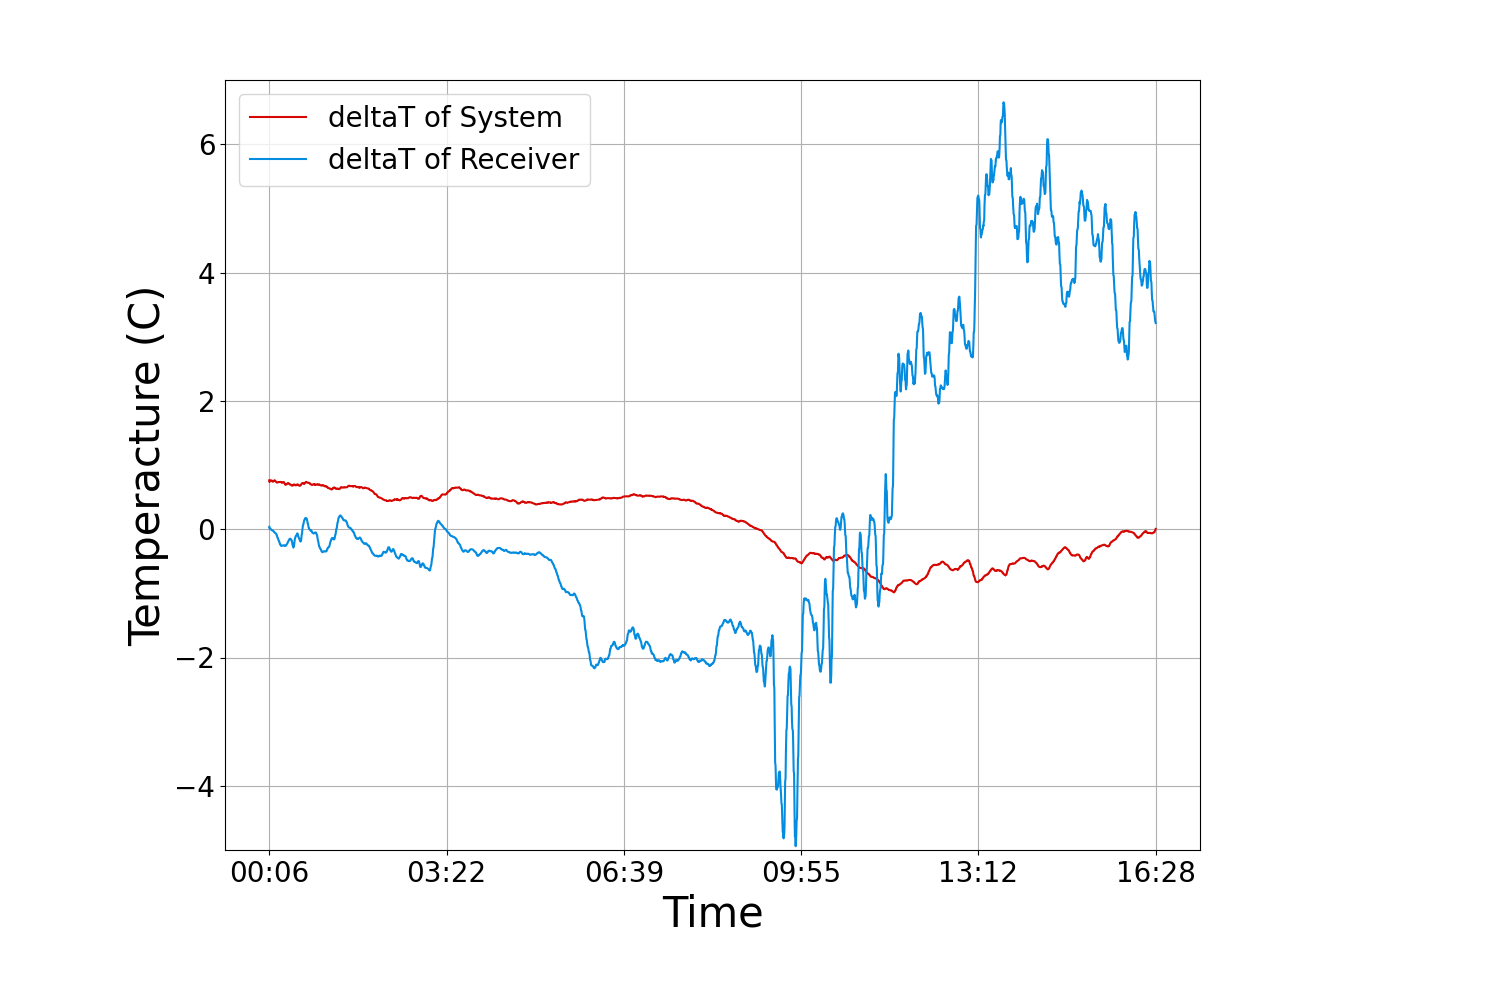 deltaT of System
deltaT of Receiver
Temperacture (C)
6
4
2
0
−2
−4
00:06 03:22 06:39 09:55 13:12 16:28
Time